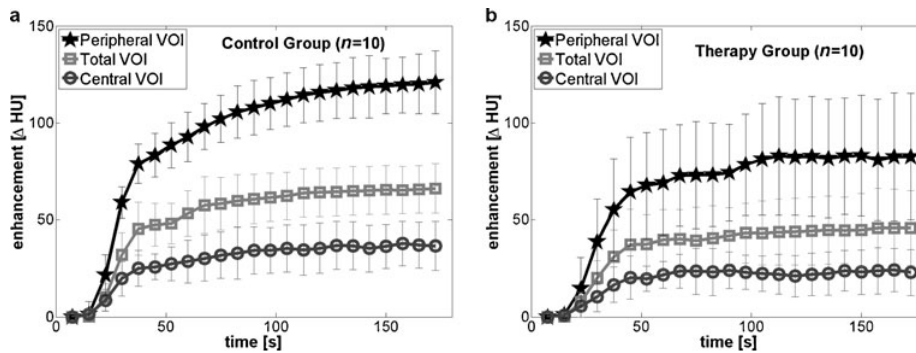 a
150
100
50
0
enhancement [Δ HU]
Peripheral VOI
Total VOI
Central VOI
Control Group (n=10)
0
50
100
150
time [s]
b
150
100
50
0
enhancement [Δ HU]
Peripheral VOI
Total VOI
Central VOI
Therapy Group (n=10)
0
50
100
150
time [s]